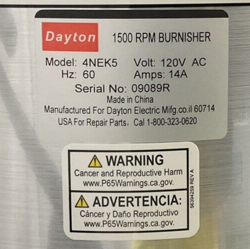 Dayton 1500 RPM BURNISHER
Model: 4NEK5 Volt: 120V AC
Hz: 60 Amps: 14A
Serial No: 09089R
Made in China
Manufactured For Dayton Electric Mfg.co.il 60714
USA For Repair Parts، Cal 1-800-323-0620
WARNING
Cancer and Reproductive Harm
www.P65Warnings.ca.gov.
ADVERTENCIA:
Cáncer y Daño Reproductivo
www.P65Warnings.ca.gov.